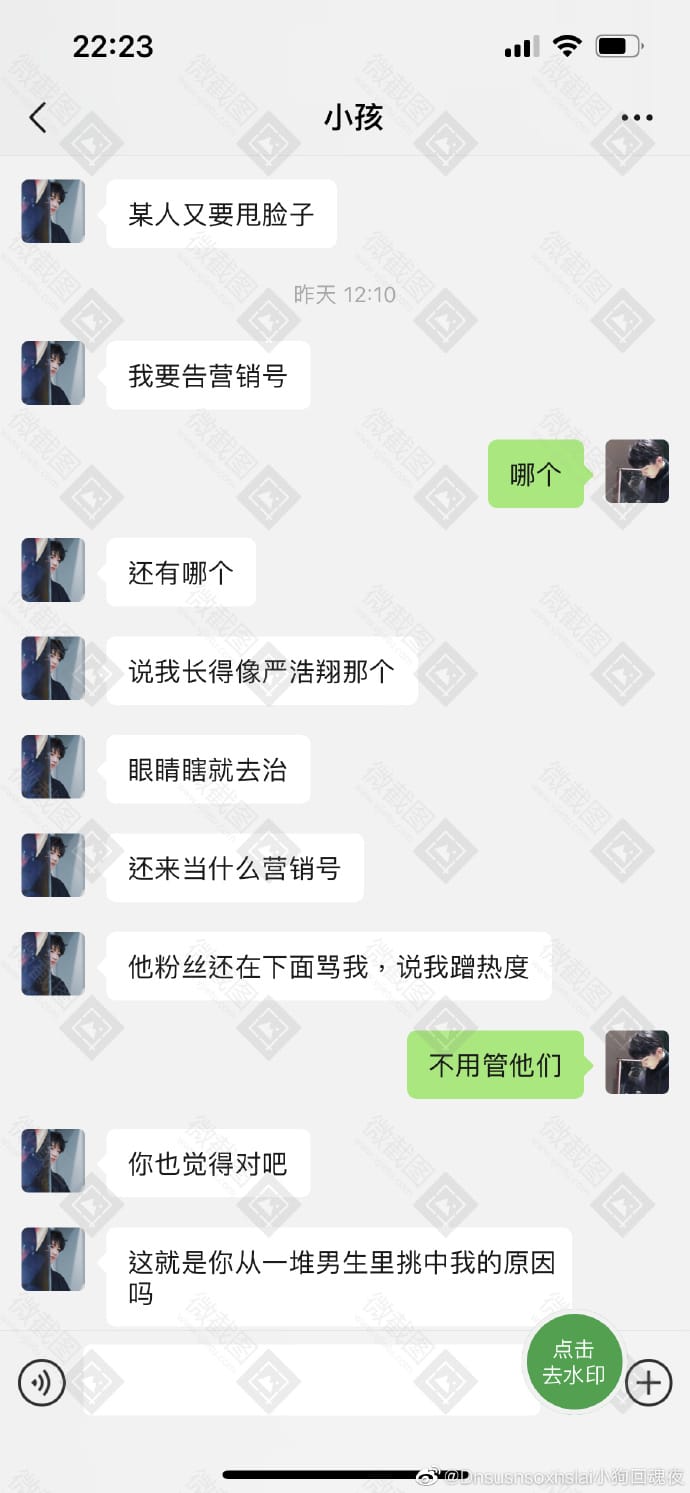 22:23
小孩
某人又要甩脸子
昨天 12:10
我要告营销号
哪个
还有哪个
说我长得像严浩翔那个
眼睛瞎就去治
还来当什么营销号
他粉丝还在下面骂我，说我蹭热度
不用管他们
你也觉得对吧
这就是你从一堆男生里挑中我的原因
吗
点击
去水印
@Dnsusnsoxhslai小狗回魂夜
微截图